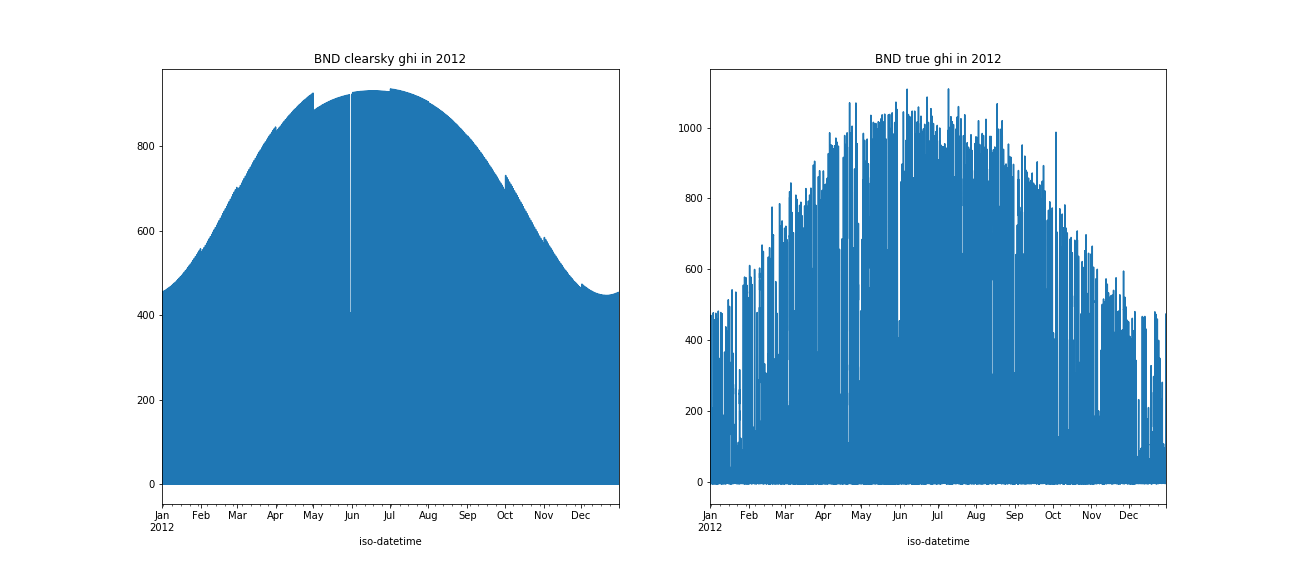 BND clearsky ghi in 2012
800
600
400
200
0
Jan Feb Mar Apr May Jun Jul Aug Sep Oct Nov Dec
2012
iso-datetime
BND true ghi in 2012
1000
800
600
400
200
0
Jan Feb Mar Apr May Jun Jul Aug Sep Oct Nov Dec
2012
iso-datetime